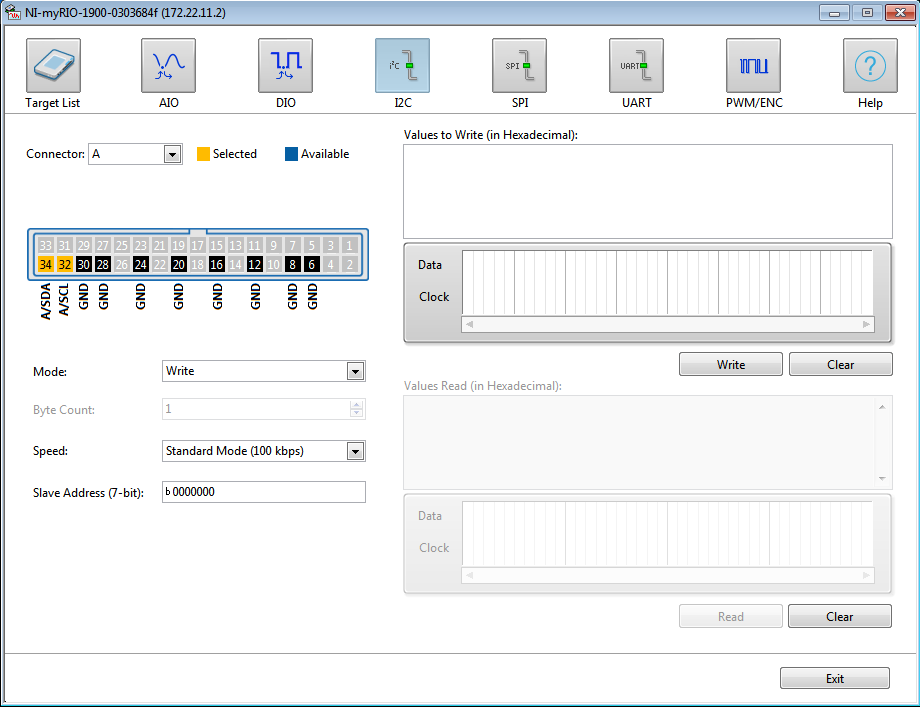 NI-myRIO-1900-0303684f (172.22.11.2)
I²C SPI UART
Target List AIO DIO I2C SPI UART PWM/ENC Help
Connector: A Selected Available
33 31 29 27 25 23 21 19 17 15 13 11 9 7 5 3 1
34 32 30 28 26 24 22 20 18 16 14 12 10 8 6 4 2
A/SDA A/SCL GND GND GND GND GND GND GND GND
Mode: Write
Byte Count: 1
Speed: Standard Mode (100 kbps)
Slave Address (7-bit): b 0000000
Values to Write (in Hexadecimal):
Data
Clock
Write Clear
Values Read (in Hexadecimal):
Data
Clock
Read Clear
Exit